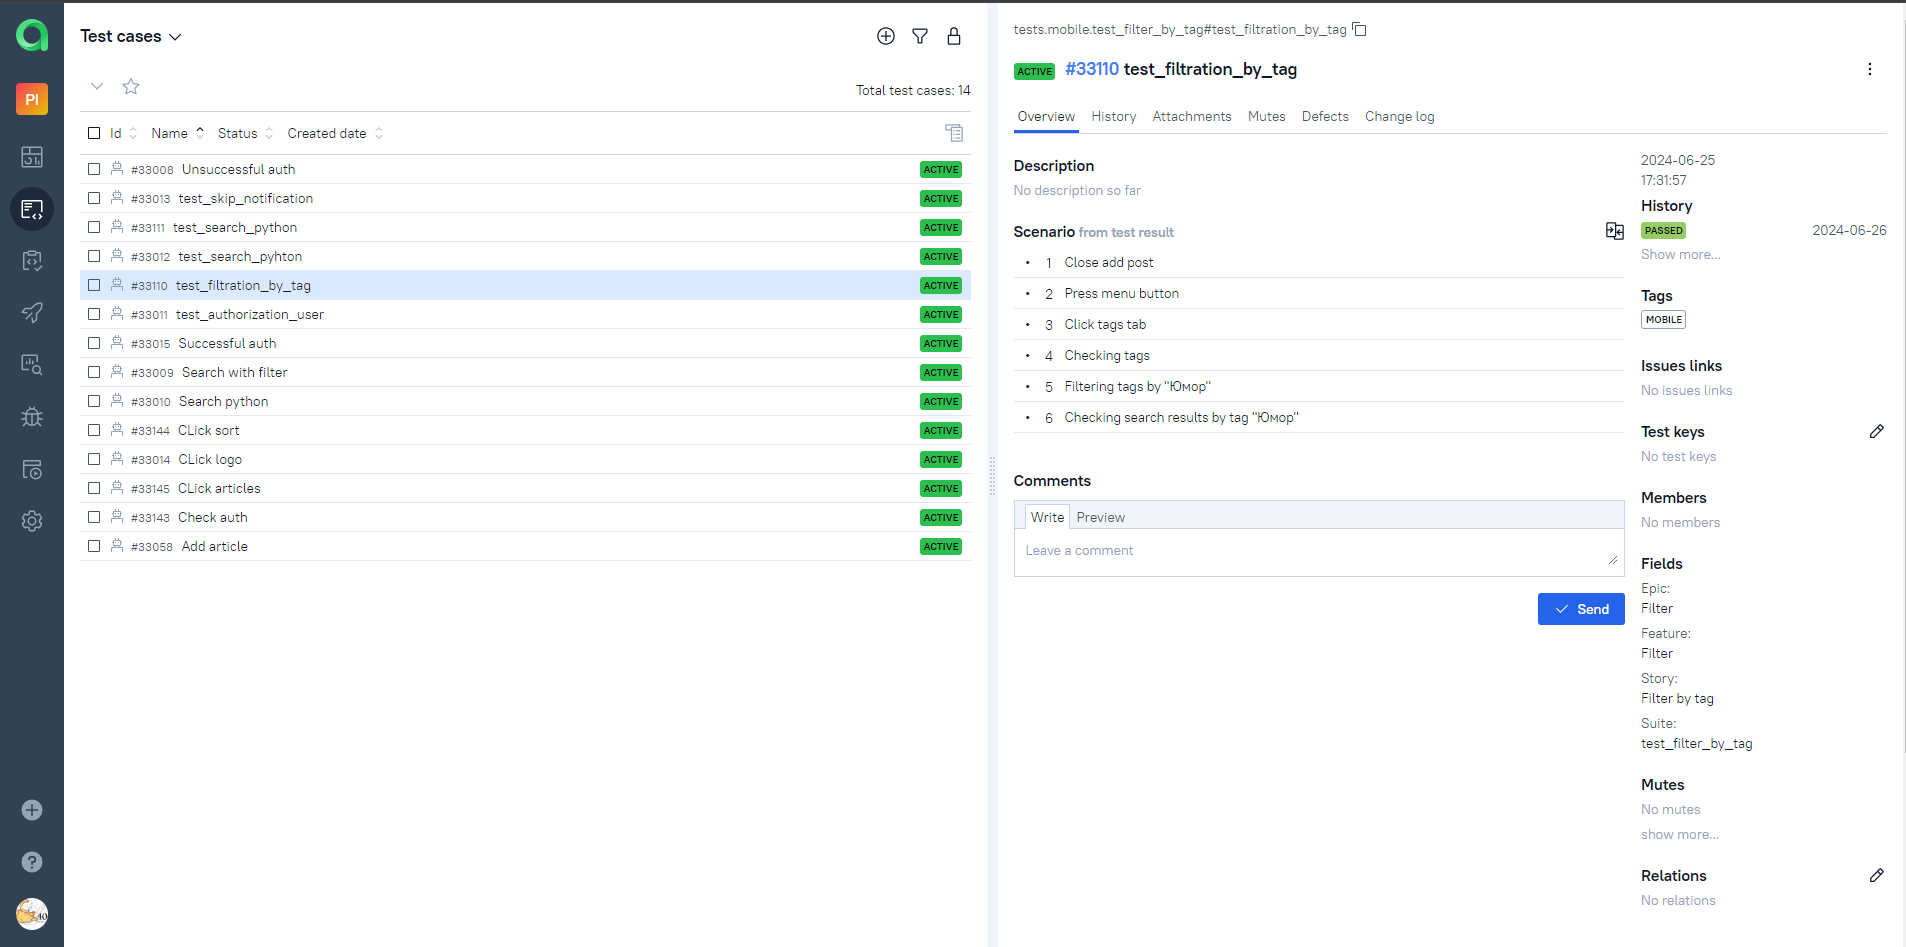 PI
Test cases
Total test cases: 14
Id Name Status Created date
#33008 Unsuccessful auth ACTIVE
#33013 test_skip_notification ACTIVE
#33111 test_search_python ACTIVE
#33012 test_search_pyhton ACTIVE
#33110 test_filtration_by_tag ACTIVE
#33011 test_authorization_user ACTIVE
#33015 Successful auth ACTIVE
#33009 Search with filter ACTIVE
#33010 Search python ACTIVE
#33144 CLick sort ACTIVE
#33014 CLick logo ACTIVE
#33145 CLick articles ACTIVE
#33143 Check auth ACTIVE
#33058 Add article ACTIVE
tests.mobile.test_filter_by_tag#test_filtration_by_tag
ACTIVE #33110 test_filtration_by_tag
Overview History Attachments Mutes Defects Change log
Description
No description so far
Scenario from test result
• 1 Close add post
• 2 Press menu button
• 3 Click tags tab
• 4 Checking tags
• 5 Filtering tags by "Юмор"
• 6 Checking search results by tag "Юмор"
Comments
Write Preview
Leave a comment
Send
2024-06-25
17:31:57
History
PASSED 2024-06-26
Show more...
Tags
MOBILE
Issues links
No issues links
Test keys
No test keys
Members
No members
Fields
Epic:
Filter
Feature:
Filter
Story:
Filter by tag
Suite:
test_filter_by_tag
Mutes
No mutes
show more...
Relations
No relations